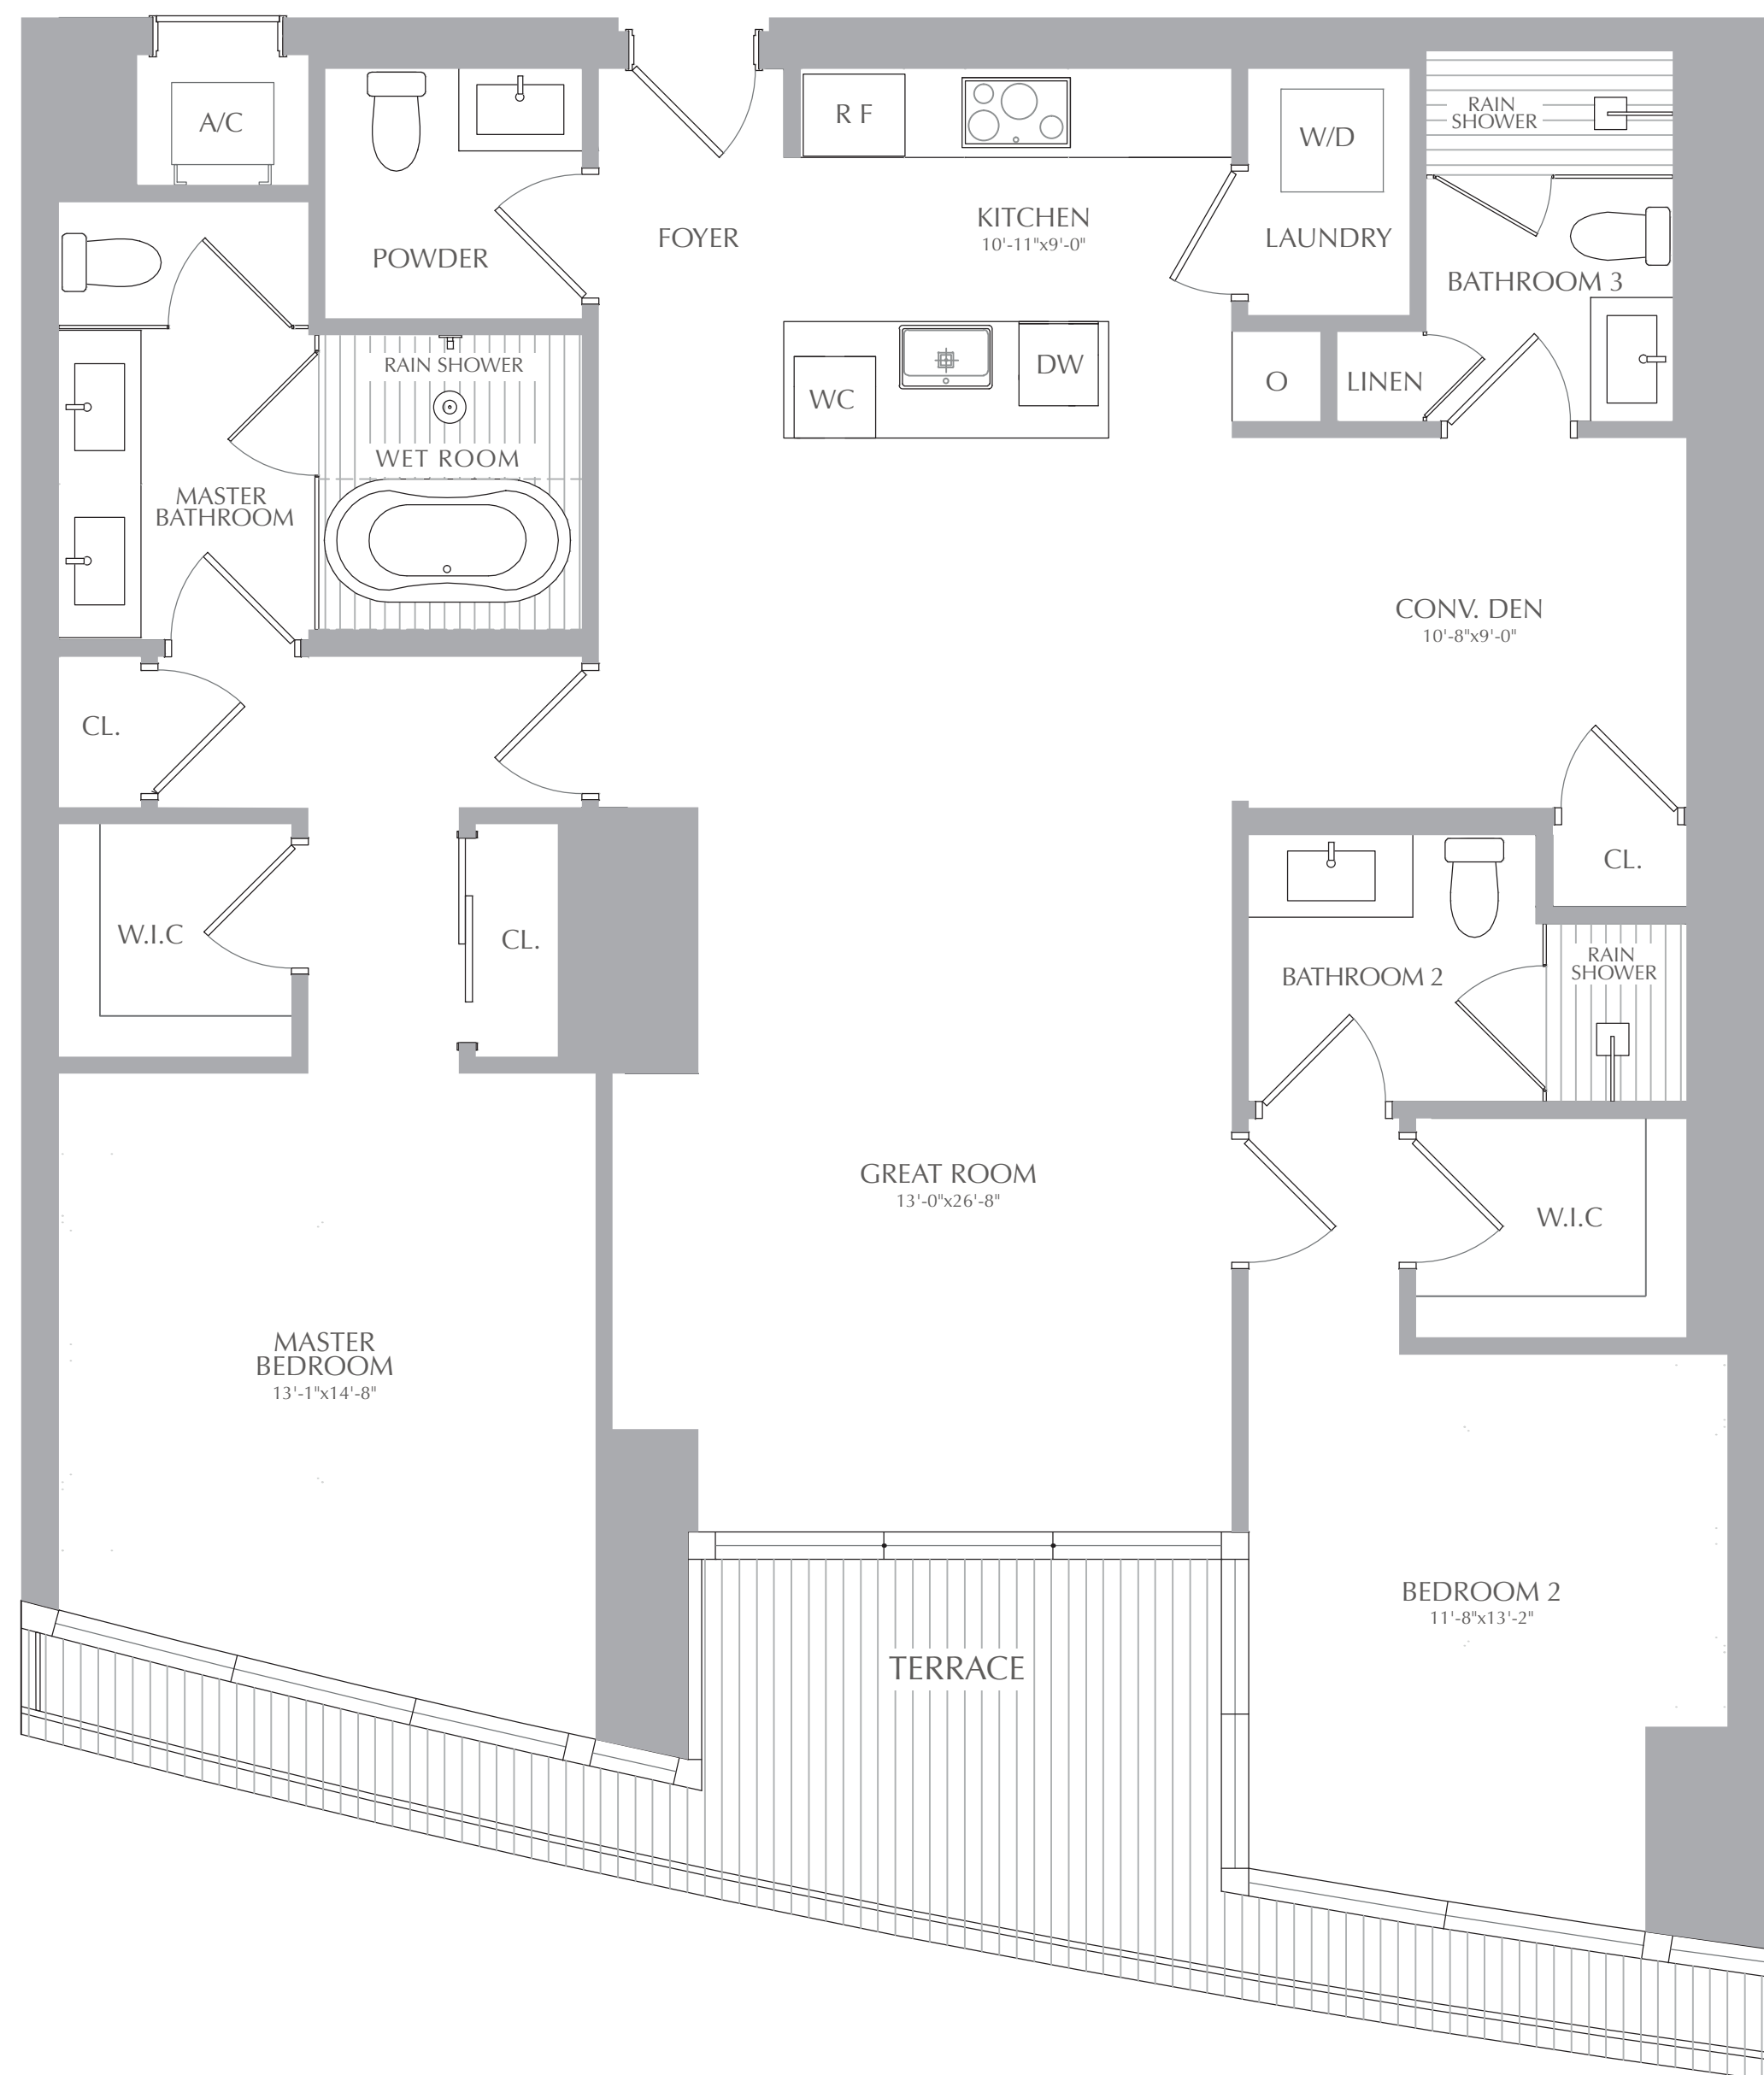 A/C
R F
W/D
RAIN
SHOWER
POWDER
FOYER
KITCHEN
10'-11"x9'-0"
LAUNDRY
BATHROOM 3
RAIN SHOWER
WC
DW
O
LINEN
WET ROOM
MASTER
BATHROOM
CONV. DEN
10'-8"x9'-0"
CL.
CL.
W.I.C
CL.
BATHROOM 2
RAIN
SHOWER
GREAT ROOM
13'-0"x26'-8"
W.I.C
MASTER
BEDROOM
13'-1"x14'-8"
BEDROOM 2
11'-8"x13'-2"
TERRACE